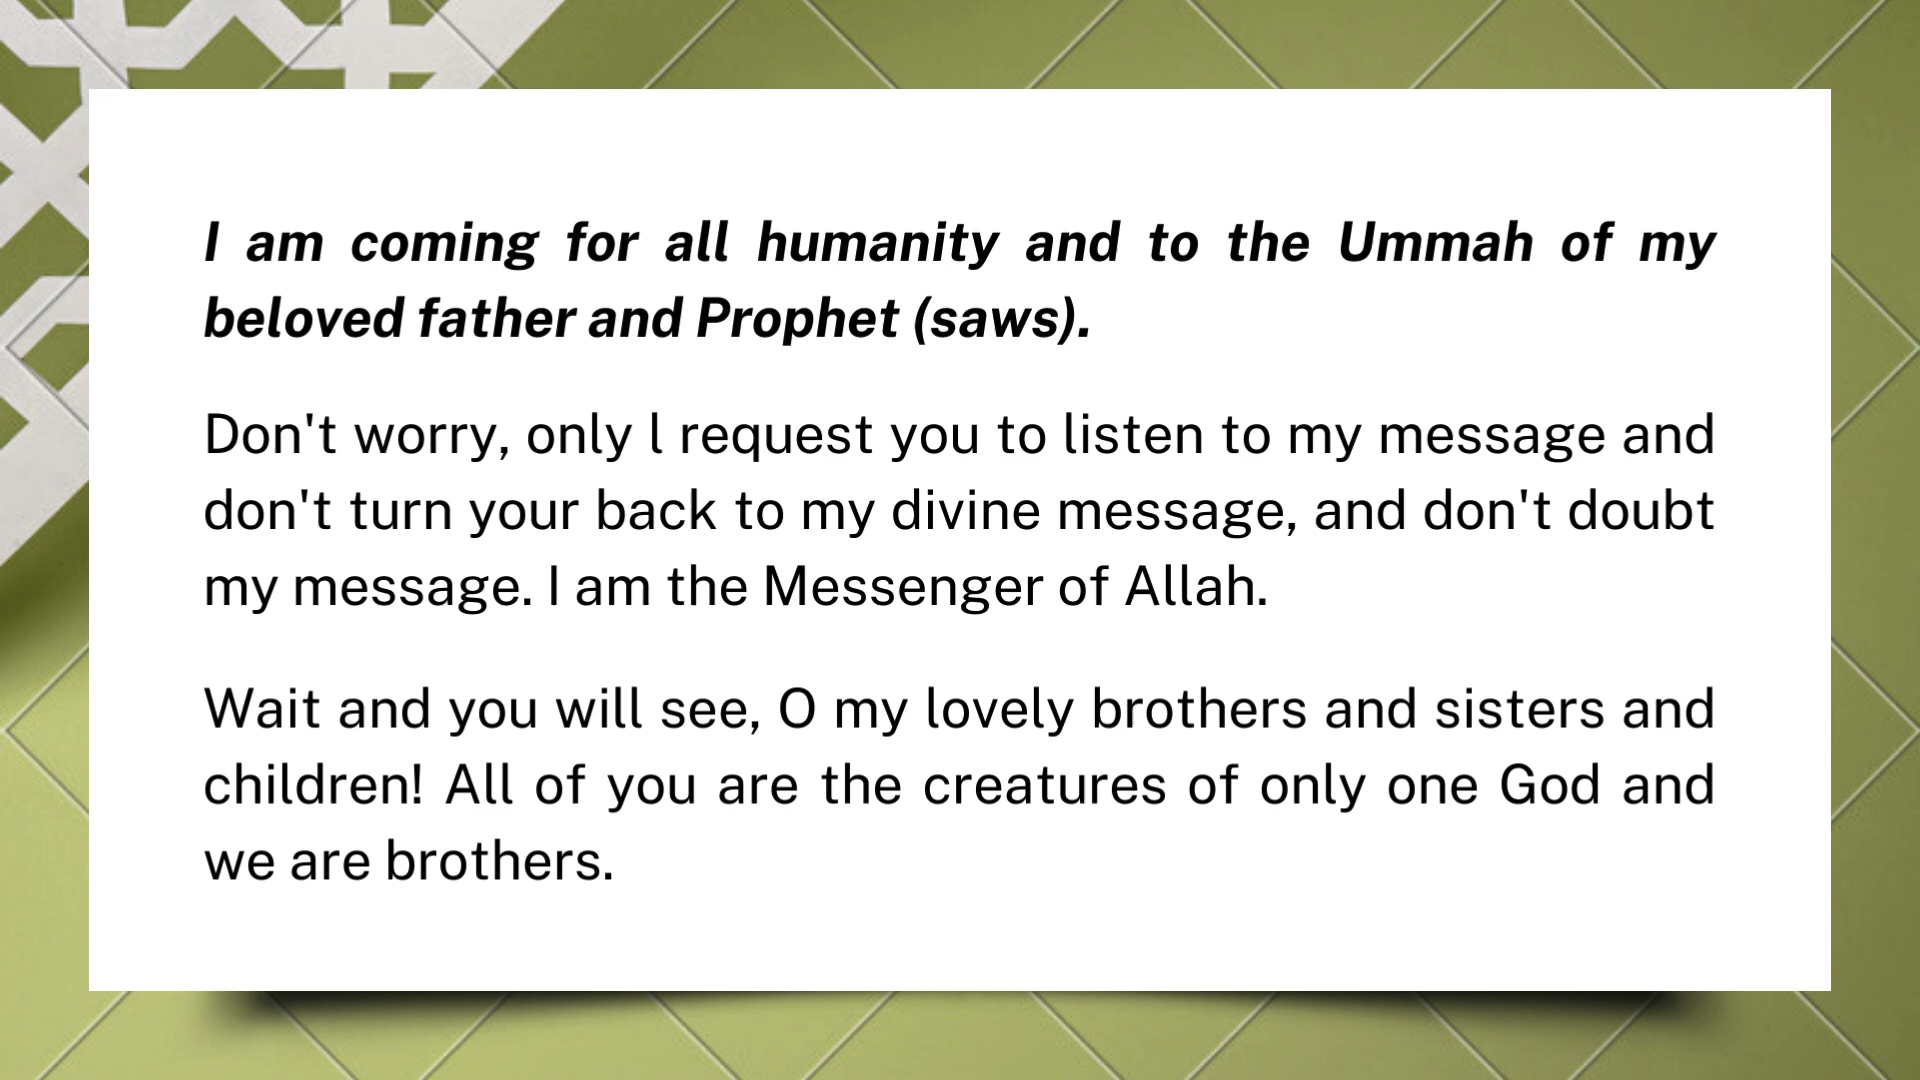 I am coming for all humanity and to the Ummah of my
beloved father and Prophet (saws).
Don't worry, only l request you to listen to my message and
don't turn your back to my divine message, and don't doubt
my message. I am the Messenger of Allah.
Wait and you will see, O my lovely brothers and sisters and
children! All of you are the creatures of only one God and
we are brothers.